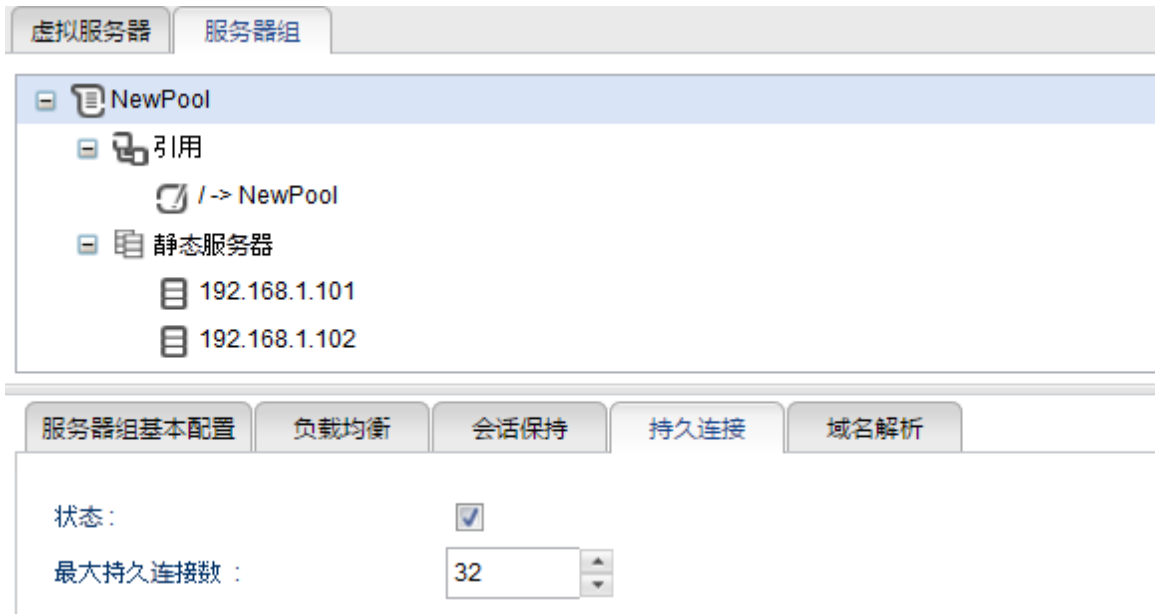 虚拟服务器 服务器组
NewPool
引用
/ -> NewPool
静态服务器
192.168.1.101
192.168.1.102
服务器组基本配置 负载均衡 会话保持 持久连接 域名解析
状态 :
最大持久连接数 : 32